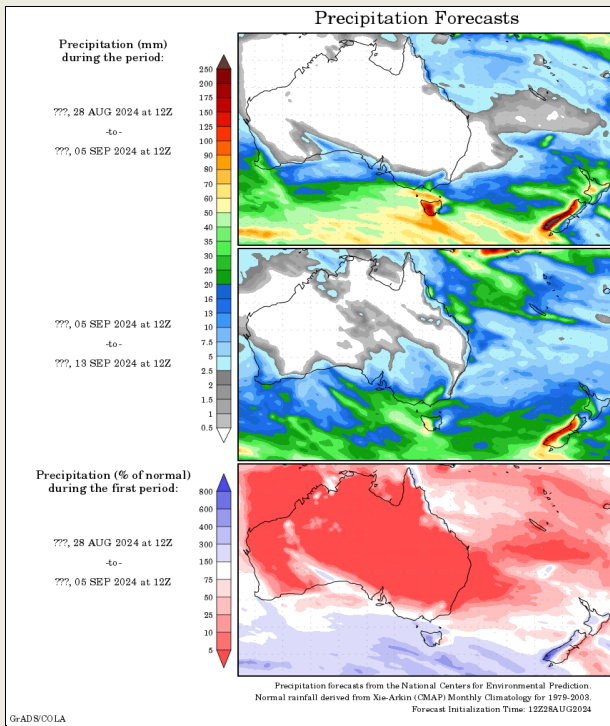 Precipitation Forecasts
Precipitation (mm)
during the period:
???, 28 AUG 2024 at 12Z
-to-
???, 05 SEP 2024 at 12Z
250
200
175
150
125
100
90
80
70
60
50
40
35
30
25
20
16
13
10
7.5
5
2.5
2
1.5
1
0.5
???, 05 SEP 2024 at 12Z
-to-
???, 13 SEP 2024 at 12Z
Precipitation (% of normal)
during the first period:
???, 28 AUG 2024 at 12Z
-to-
???, 05 SEP 2024 at 12Z
800
600
400
300
150
75
50
25
10
5
Precipitation forecasts from the National Centers for Environmental Prediction.
Normal rainfall derived from Xie-Arkin (CMAP) Monthly Climatology for 1979-2003.
Forecast Initialization Time: 12Z28AUG2024
GrADS/COLA